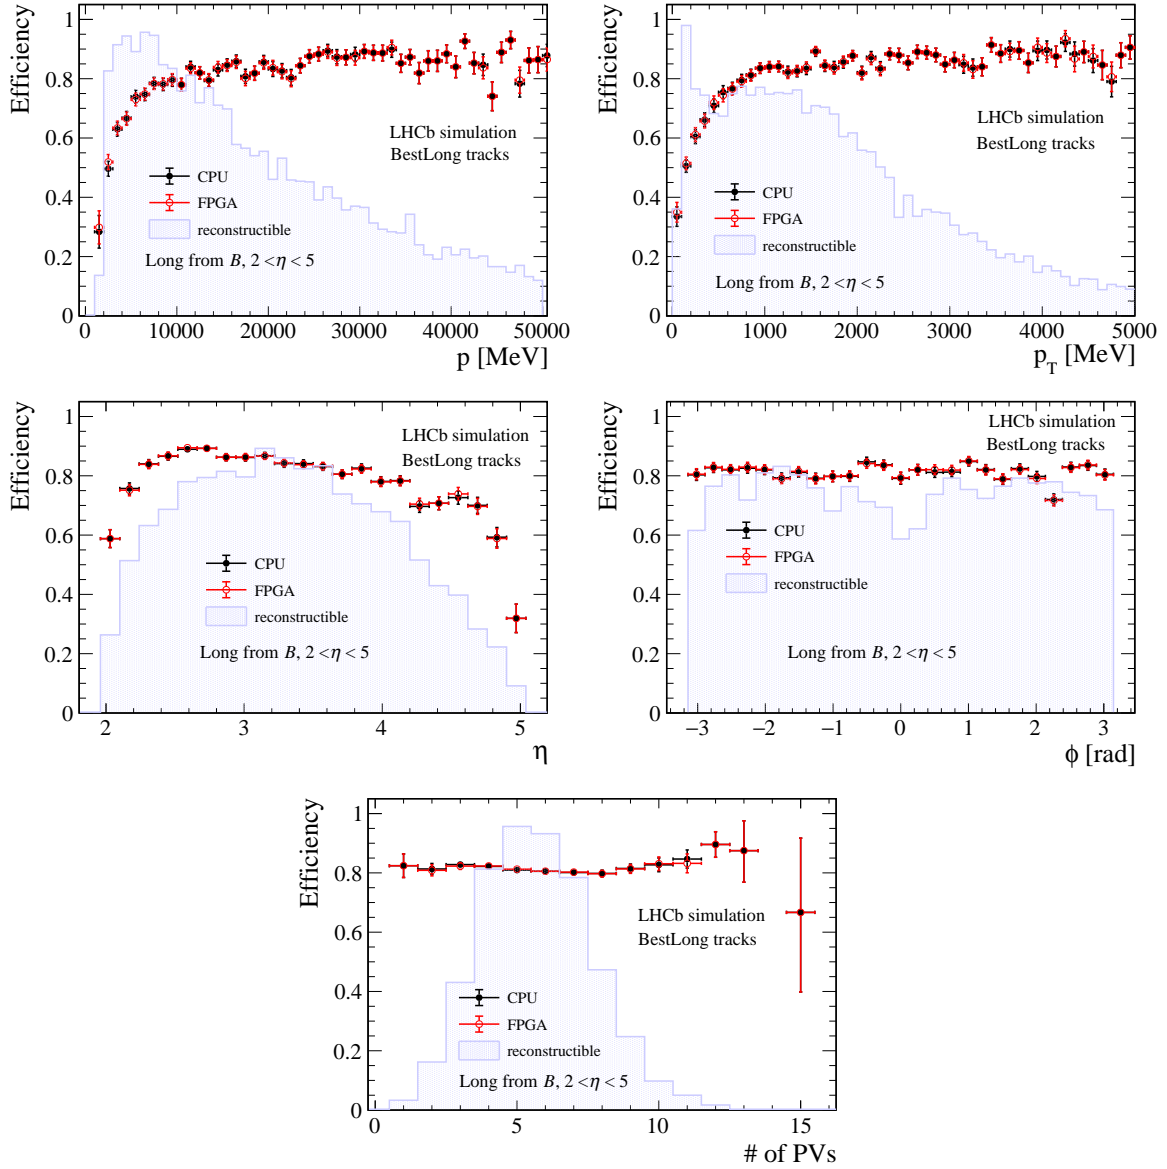 Efficiency
1
0.8
0.6
0.4
0.2
0
LHCb simulation
BestLong tracks
CPU
FPGA
reconstructible
Long from B, 2 < η < 5
0 10000 20000 30000 40000 50000
p [MeV]
Efficiency
1
0.8
0.6
0.4
0.2
0
LHCb simulation
BestLong tracks
CPU
FPGA
reconstructible
Long from B, 2 < η < 5
0 1000 2000 3000 4000 5000
p_T [MeV]
Efficiency
1
0.8
0.6
0.4
0.2
0
LHCb simulation
BestLong tracks
CPU
FPGA
reconstructible
Long from B, 2 < η < 5
2 3 4 5
η
Efficiency
1
0.8
0.6
0.4
0.2
0
LHCb simulation
BestLong tracks
CPU
FPGA
reconstructible
Long from B, 2 < η < 5
−3 −2 −1 0 1 2 3
ϕ [rad]
Efficiency
1
0.8
0.6
0.4
0.2
0
LHCb simulation
BestLong tracks
CPU
FPGA
reconstructible
Long from B, 2 < η < 5
0 5 10 15
# of PVs